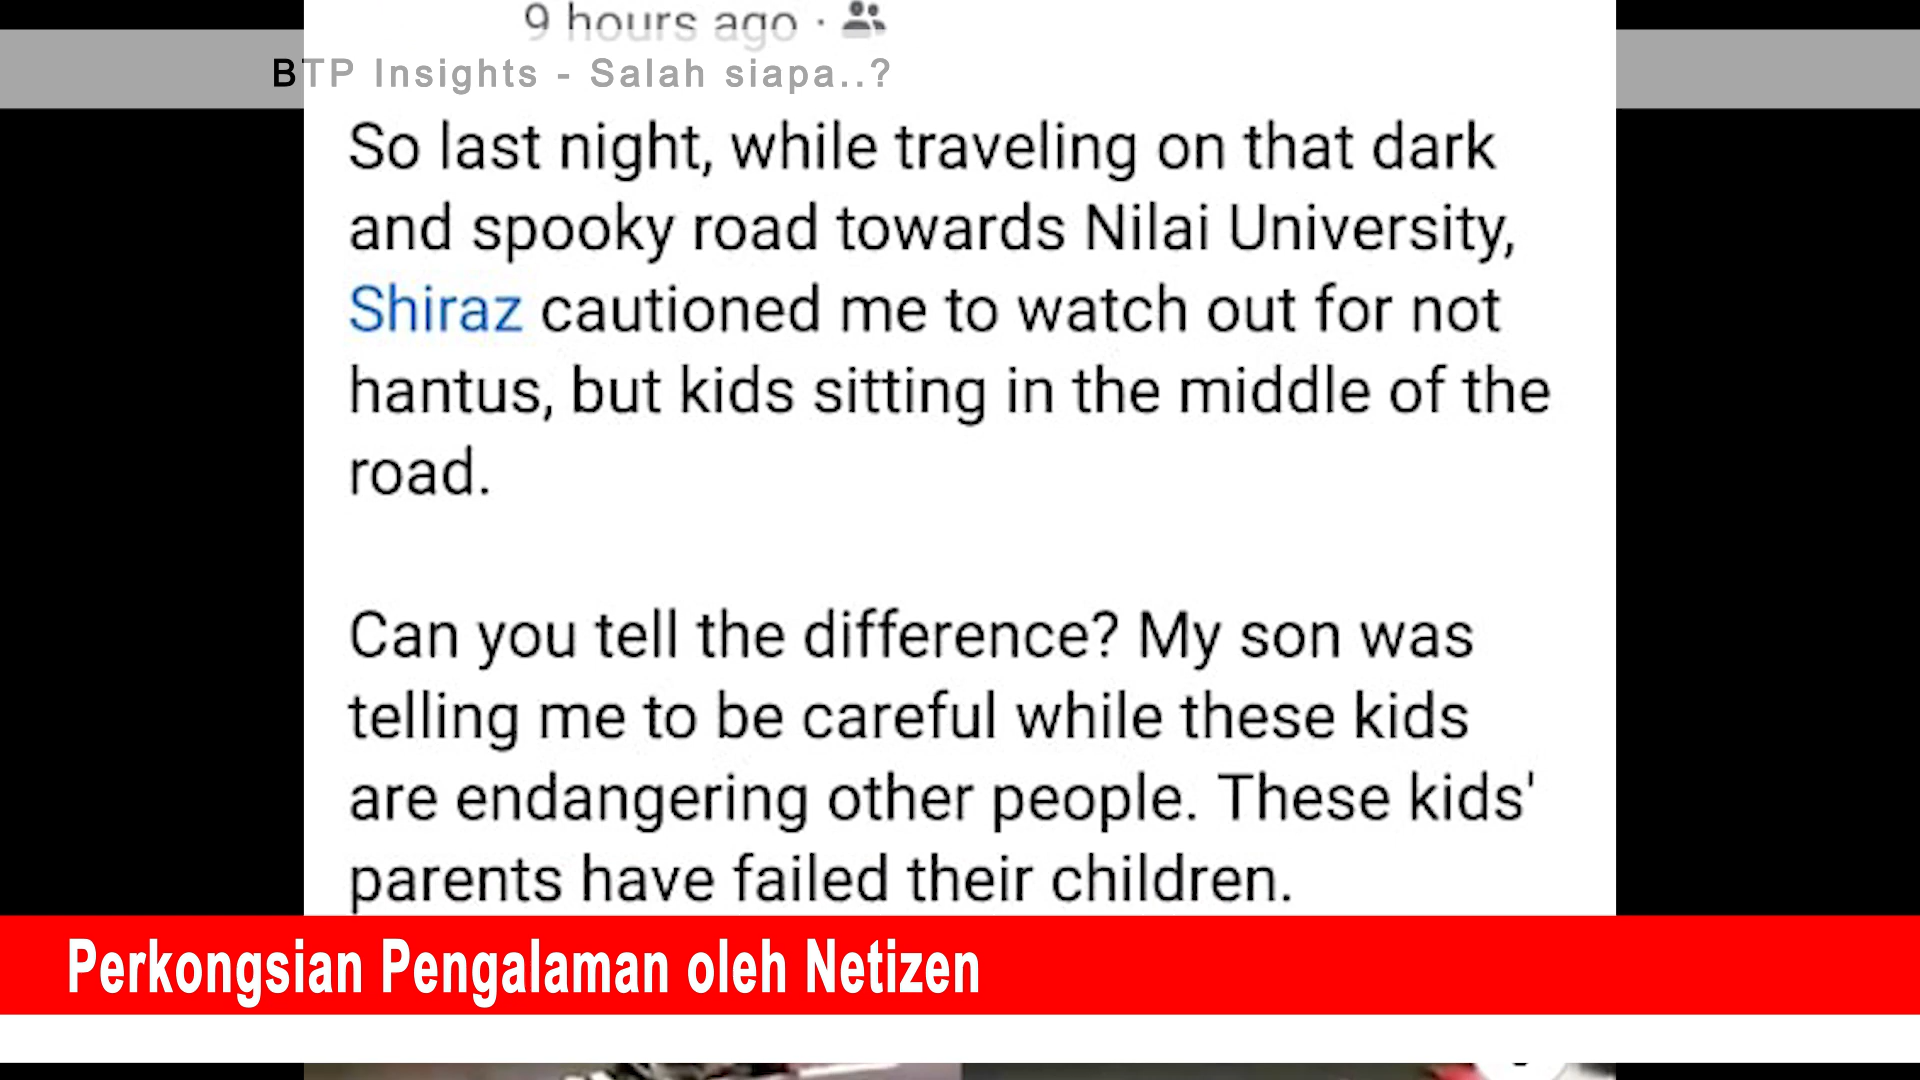 9 hours ago ·
BTP Insights - Salah siapa..?
So last night, while traveling on that dark
and spooky road towards Nilai University,
Shiraz cautioned me to watch out for not
hantus, but kids sitting in the middle of the
road.
Can you tell the difference? My son was
telling me to be careful while these kids
are endangering other people. These kids'
parents have failed their children.
Perkongsian Pengalaman oleh Netizen